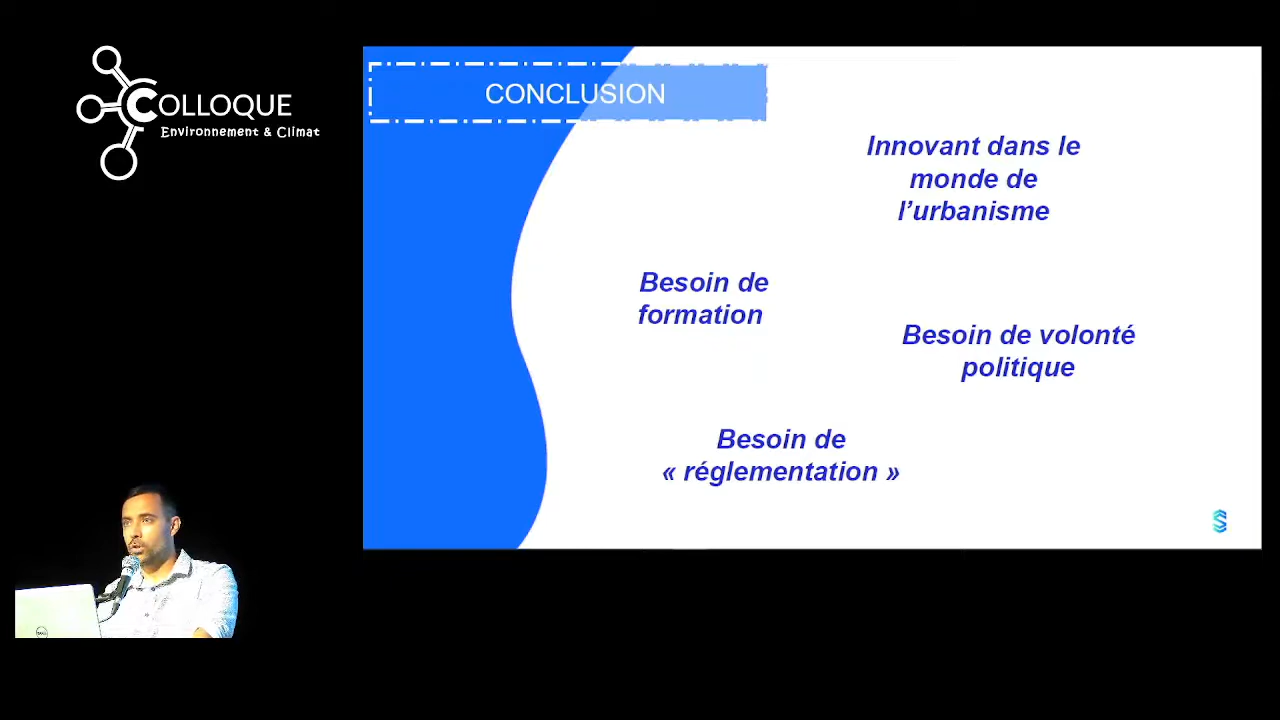 COLLOQUE
Environnement & Climat
CONCLUSION
Innovant dans le
monde de
l’urbanisme
Besoin de
formation
Besoin de volonté
politique
Besoin de
« réglementation »
DELL